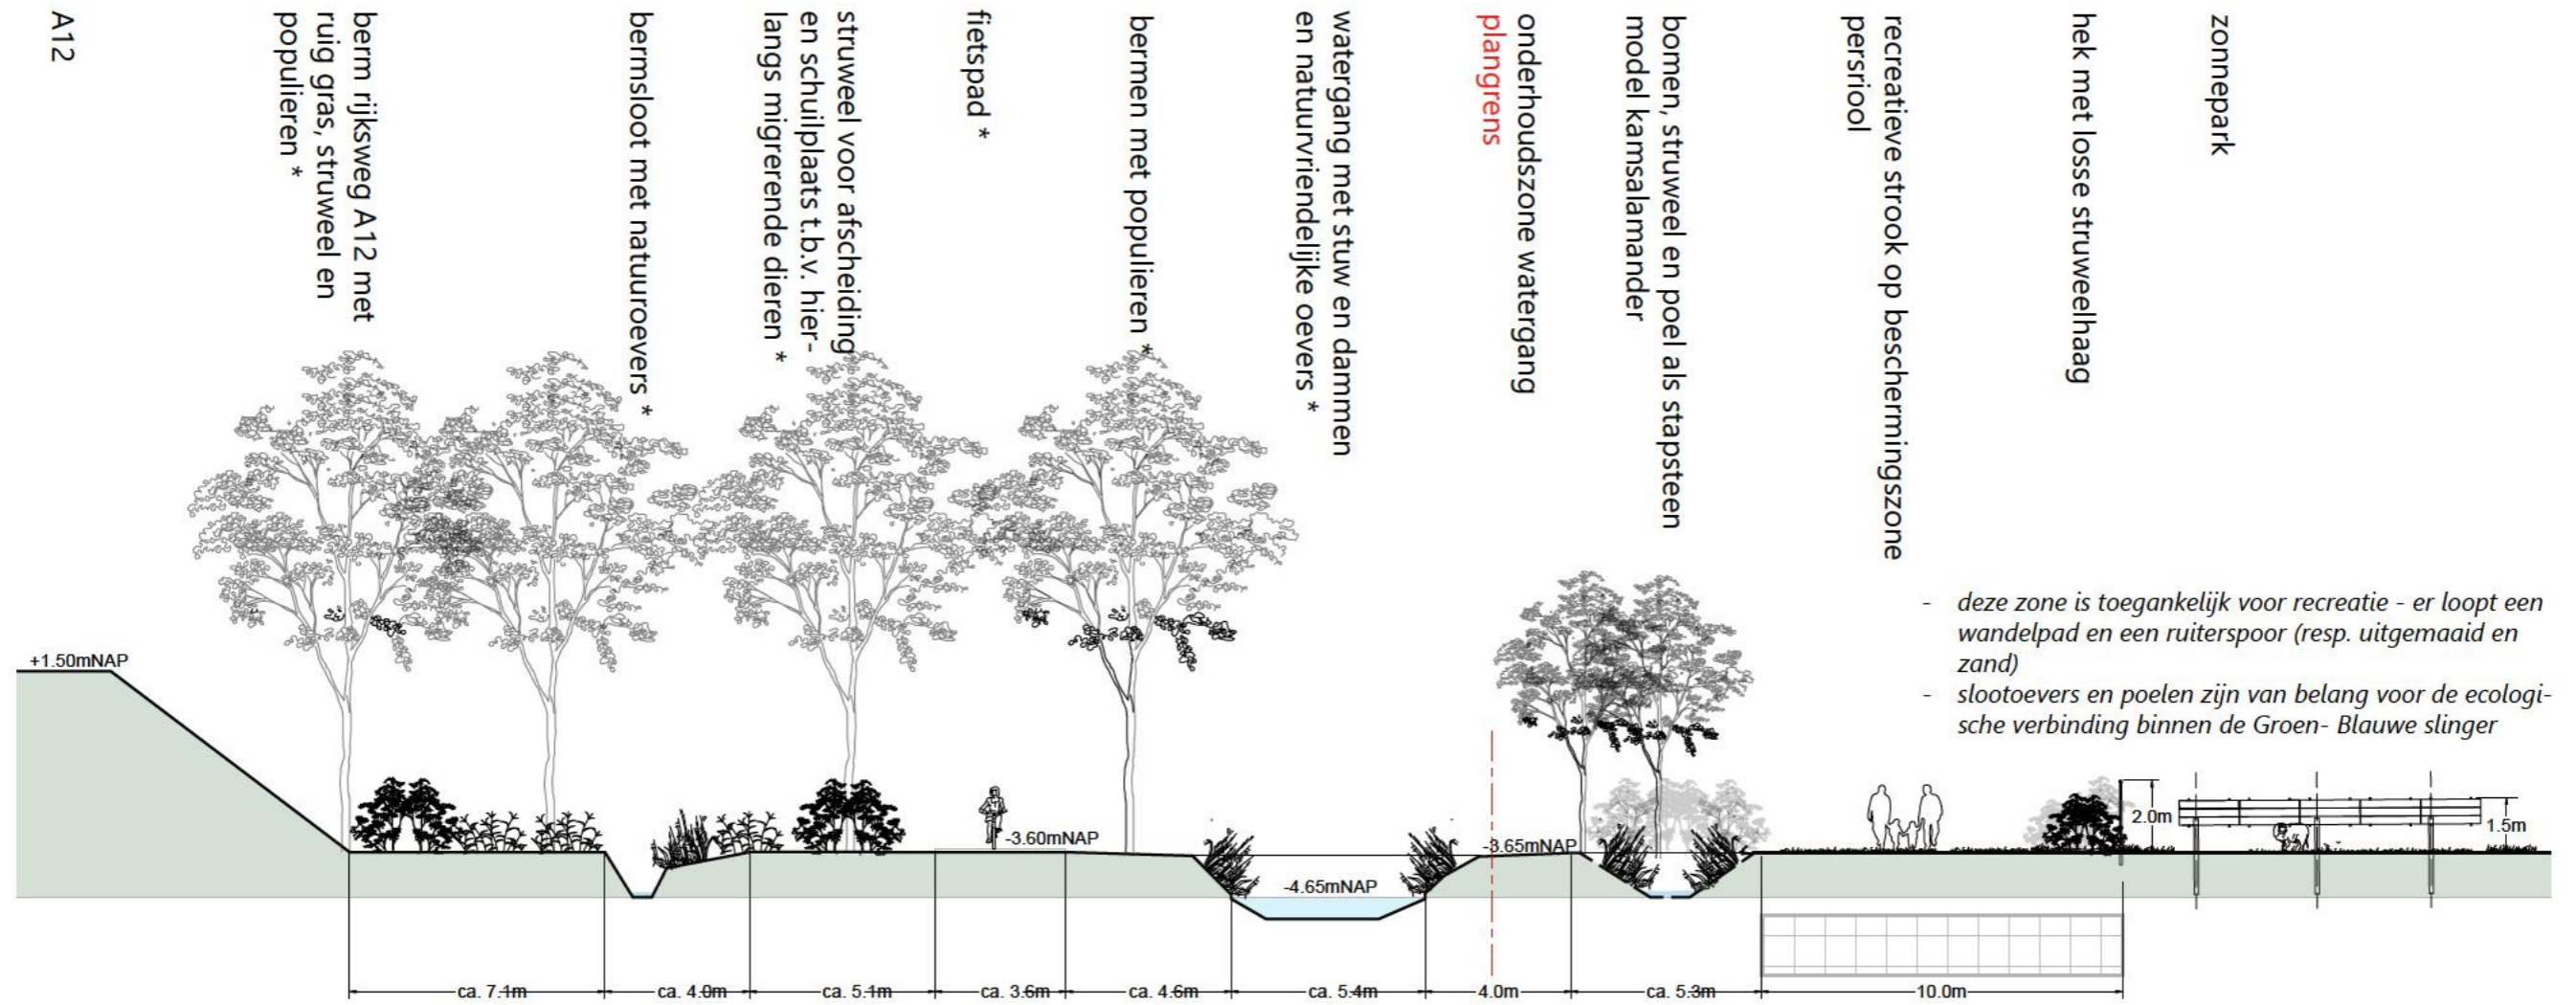 A12
berm rijksweg A12 met
ruig gras, struweel en
populieren *
bermsloot met natuuroevers *
struweel voor afscheiding
en schuilplaats t.b.v. hier-
langs migrerende dieren *
fietspad *
bermen met populieren *
watergang met stuw en dammen
en natuurvriendelijke oevers *
onderhoudszone watergang
plangrens
bomen, struweel en poel als stapsteen
model kamsalamander
recreatieve strook op beschermingszone
persriool
hek met losse struweelhaag
zonnepark
- deze zone is toegankelijk voor recreatie - er loopt een
wandelpad en een ruiterspoor (resp. uitgemaaid en
zand)
- slootoevers en poelen zijn van belang voor de ecologi-
sche verbinding binnen de Groen- Blauwe slinger
+1.50mNAP
-3.60mNAP
-4.65mNAP
-3.65mNAP
2.0m
1.5m
ca. 7.1m
ca. 4.0m
ca. 5.1m
ca. 3.6m
ca. 4.6m
ca. 5.4m
4.0m
ca. 5.3m
10.0m